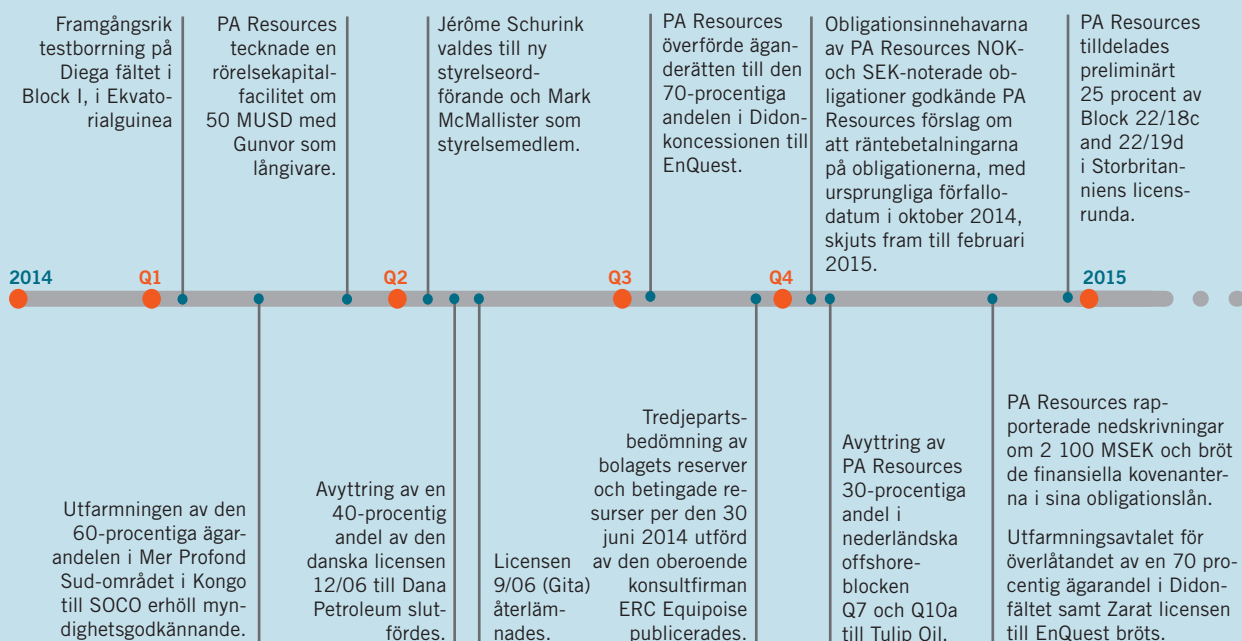 Framgångsrik
testborrning på
Diega fältet i
Block I, i Ekvato-
rialguinea
PA Resources
tecknade en
rörelsekapital-
facilitet om
50 MUSD med
Gunvor som
långivare.
Jérôme Schurink
valdes till ny
styrelseord-
förande och Mark
McMallister som
styrelsemedlem.
PA Resources
överförde ägan-
derätten till den
70-procentiga
andelen i Didon-
koncessionen till
EnQuest.
Obligationsinnehavarna
av PA Resources NOK-
och SEK-noterade ob-
ligationer godkände PA
Resources förslag om
att räntebetalningarna
på obligationerna, med
ursprungliga förfallo-
datum i oktober 2014,
skjuts fram till februari
2015.
PA Resources
tilldelades
preliminärt
25 procent av
Block 22/18c
and 22/19d
i Storbritan-
niens licens-
runda.
2014
Q1
Q2
Q3
Q4
2015
Utfarmningen av den
60-procentiga ägar-
andelen i Mer Profond
Sud-området i Kongo
till SOCO erhöll myn-
dighetsgodkännande.
Avyttring av en
40-procentig
andel av den
danska licensen
12/06 till Dana
Petroleum slut-
fördes.
Licensen
9/06 (Gita)
återläm-
nades.
Tredjeparts-
bedömning av
bolagets reserver
och betingade re-
surser per den 30
juni 2014 utförd
av den oberoende
konsultfirman
ERC Equipoise
publicerades.
Avyttring av
PA Resources
30-procentiga
andel i
nederländska
offshore-
blocken
Q7 och Q10a
till Tulip Oil.
PA Resources rap-
porterade nedskrivningar
om 2 100 MSEK och bröt
de finansiella kovenanter-
na i sina obligationslån.
Utfarmningsavtalet för
överlåtandet av en 70 pro-
centig ägarandel i Didon-
fältet samt Zarat licensen
till EnQuest bröts.